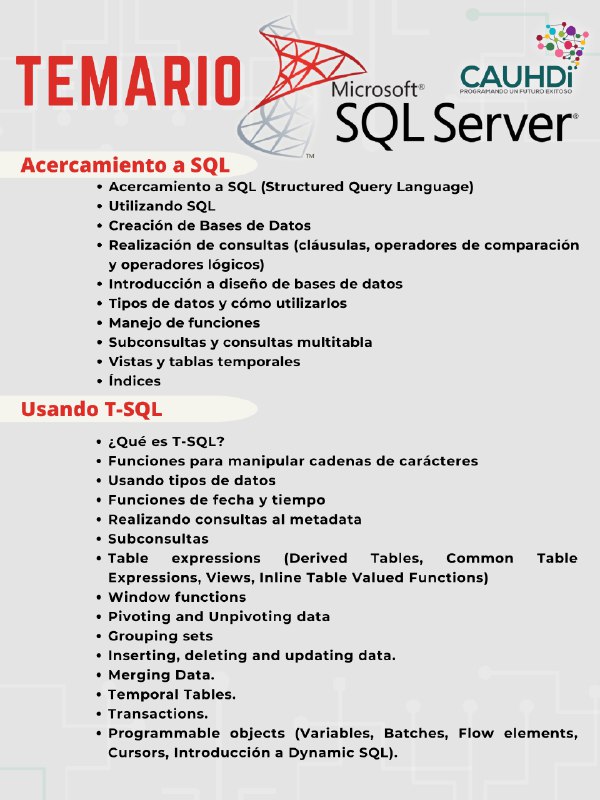 TEMARIO
Microsoft®
SQL Server®
TM
CAUHDi
PROGRAMANDO UN FUTURO EXITOSO
Acercamiento a SQL
• Acercamiento a SQL (Structured Query Language)
• Utilizando SQL
• Creación de Bases de Datos
• Realización de consultas (cláusulas, operadores de comparación
y operadores lógicos)
• Introducción a diseño de bases de datos
• Tipos de datos y cómo utilizarlos
• Manejo de funciones
• Subconsultas y consultas multitabla
• Vistas y tablas temporales
• Índices
Usando T-SQL
• ¿Qué es T-SQL?
• Funciones para manipular cadenas de carácteres
• Usando tipos de datos
• Funciones de fecha y tiempo
• Realizando consultas al metadata
• Subconsultas
• Table expressions (Derived Tables, Common Table
Expressions, Views, Inline Table Valued Functions)
• Window functions
• Pivoting and Unpivoting data
• Grouping sets
• Inserting, deleting and updating data.
• Merging Data.
• Temporal Tables.
• Transactions.
• Programmable objects (Variables, Batches, Flow elements,
Cursors, Introducción a Dynamic SQL).